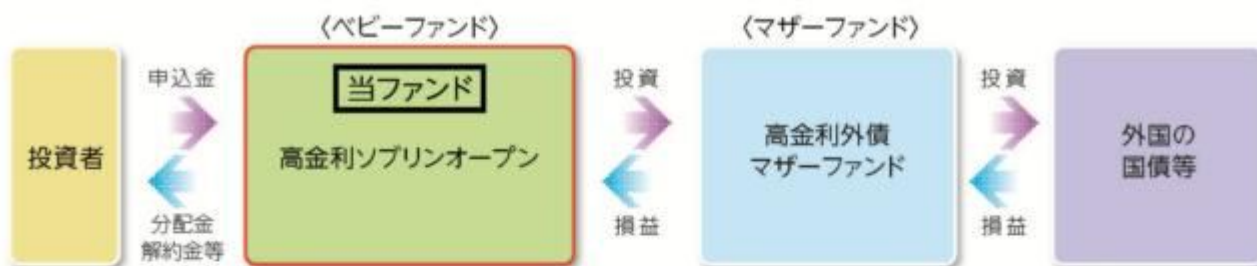 〈ベビーファンド〉
〈マザーファンド〉
投資者
申込金
分配金
解約金等
当ファンド
高金利ソブリンオープン
投資
損益
高金利外債
マザーファンド
投資
損益
外国の
国債等